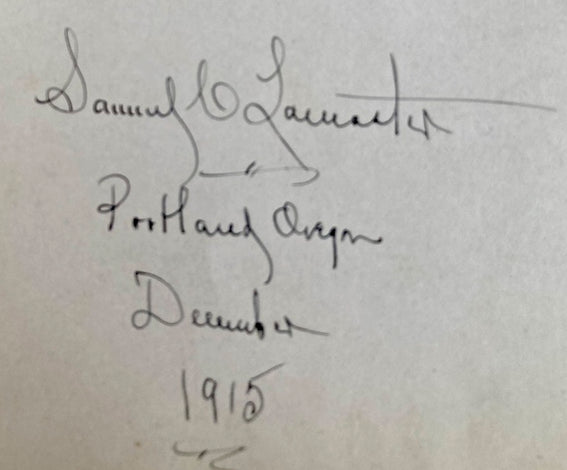 Samuel C Lancaster
Portland Oregon
December
1915